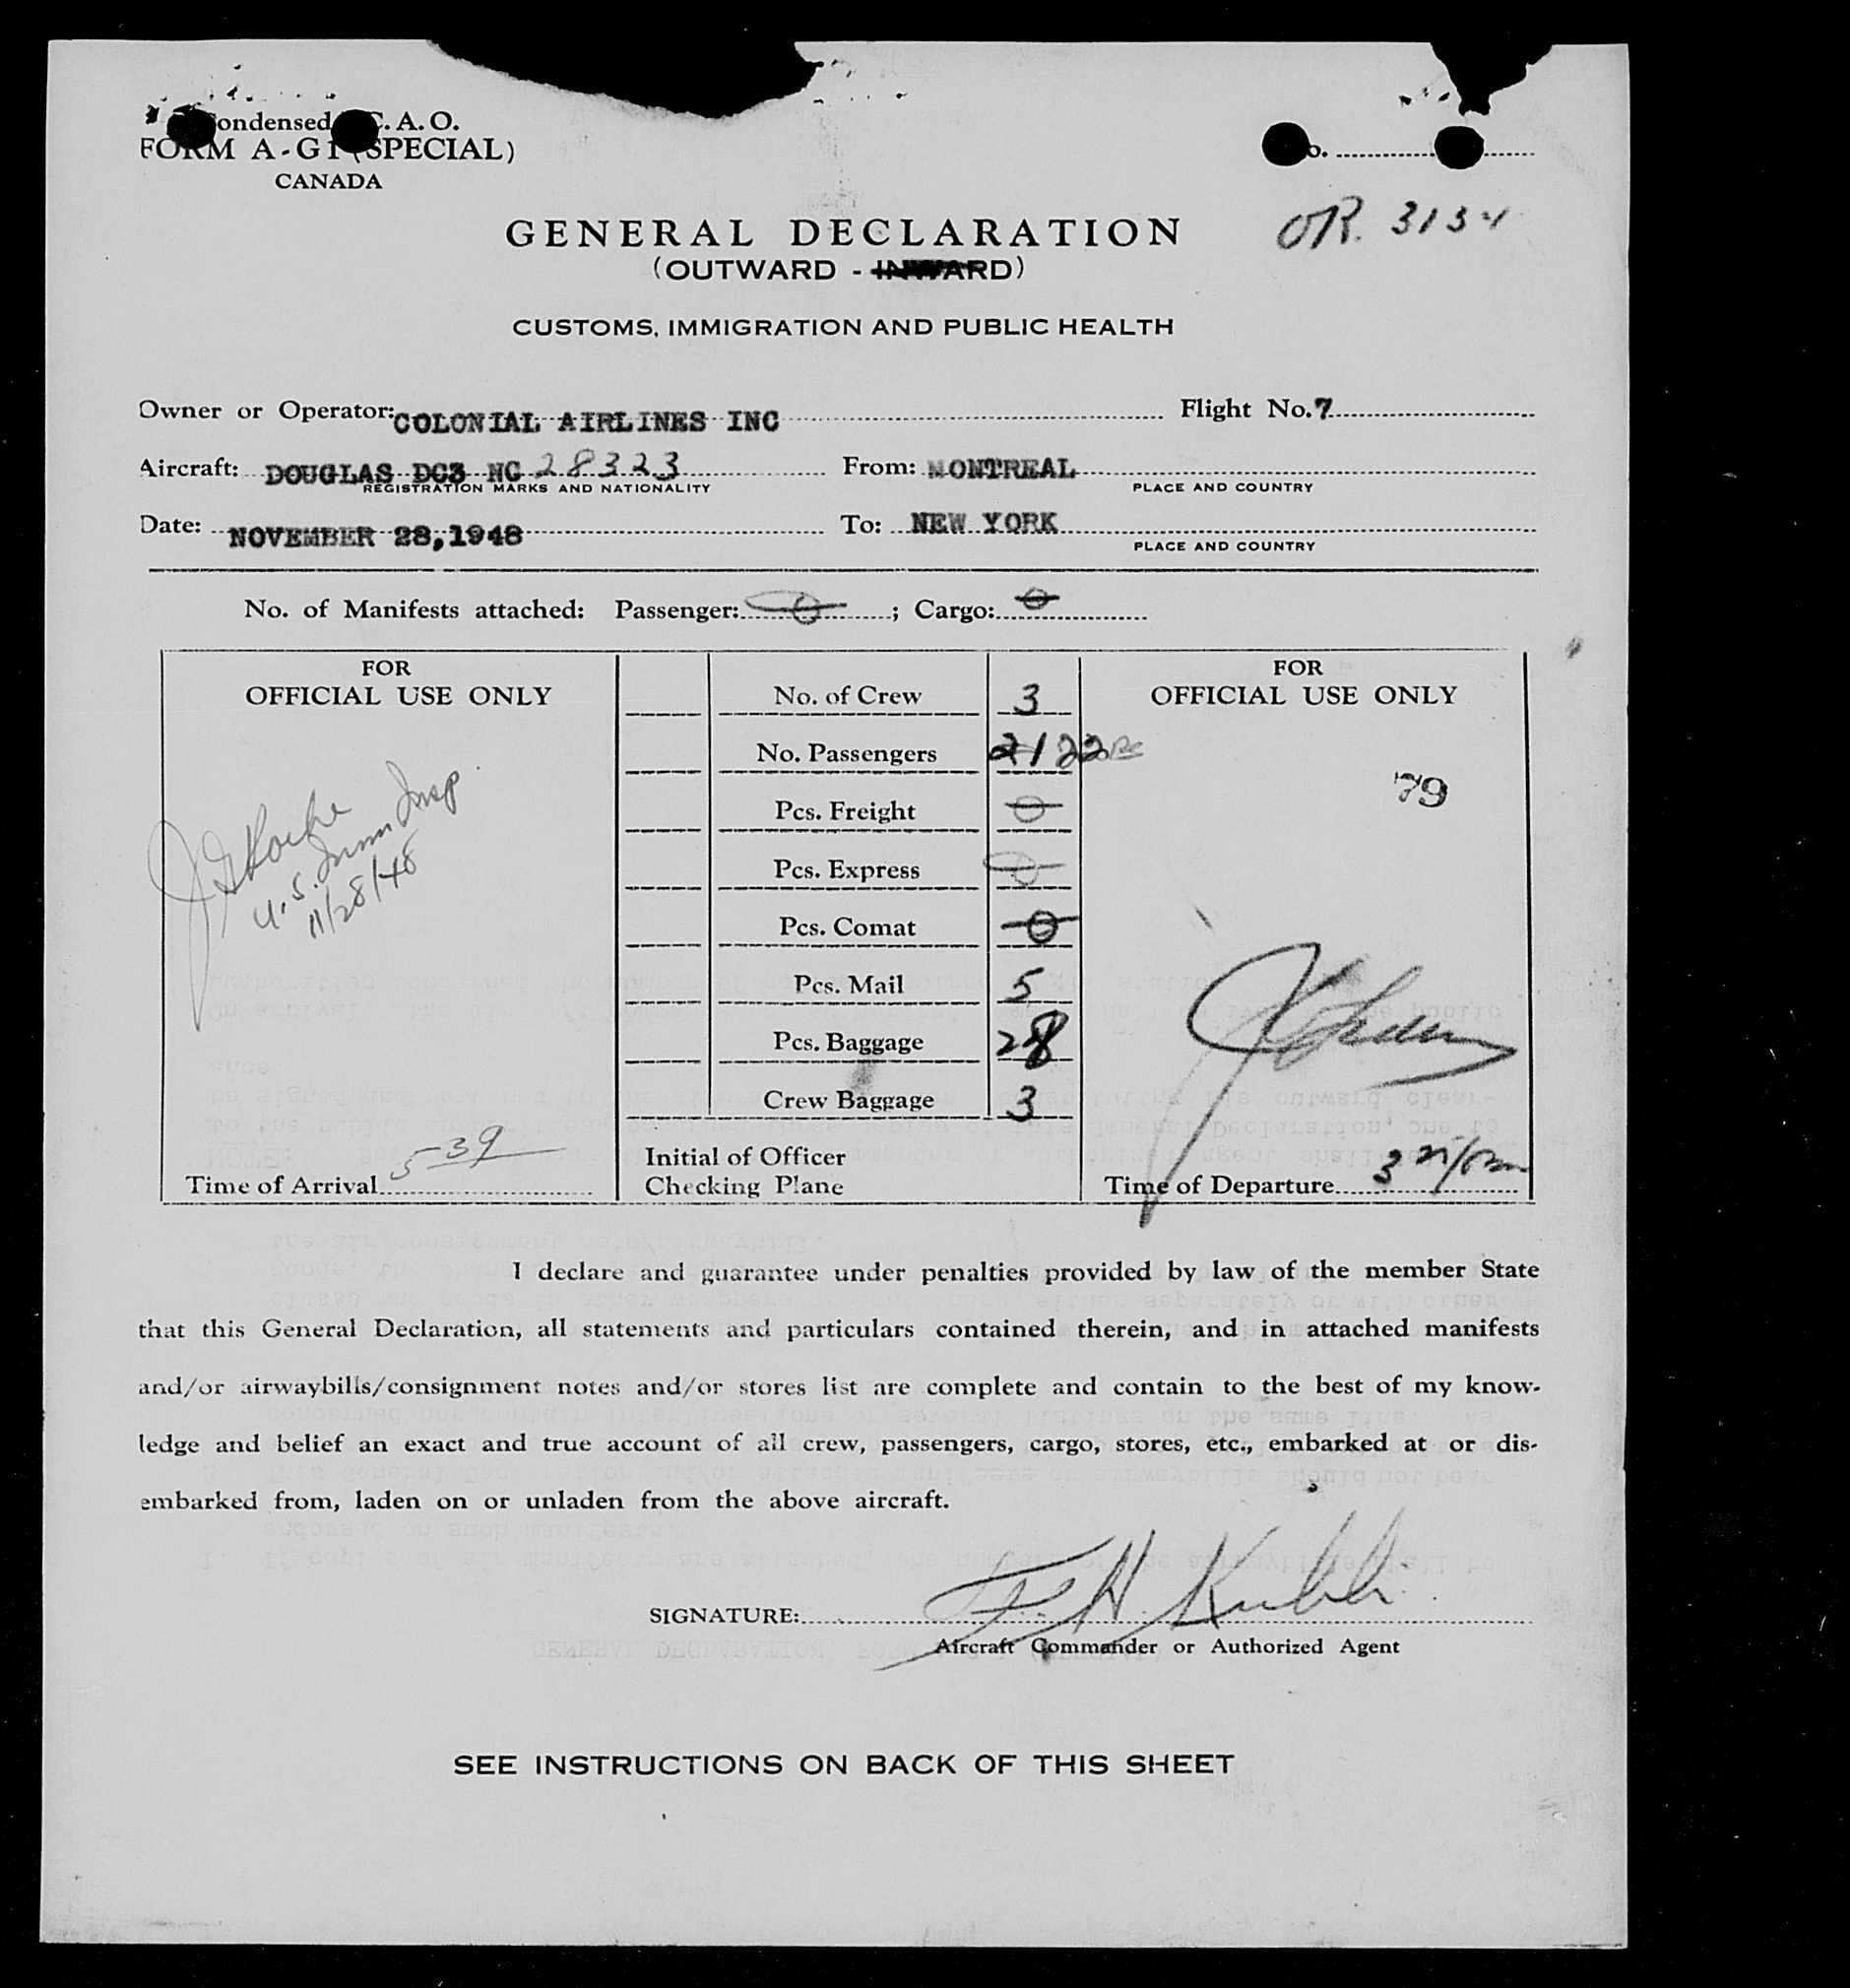 Condensed I.C.A.O.
FORM A-G1 (SPECIAL)
CANADA
No.
OR. 3134
GENERAL DECLARATION
(OUTWARD - INWARD)
CUSTOMS, IMMIGRATION AND PUBLIC HEALTH
Owner or Operator: COLONIAL AIRLINES INC Flight No. 7
Aircraft: DOUGLAS DC3 NC 28323 From: MONTREAL
REGISTRATION MARKS AND NATIONALITY PLACE AND COUNTRY
Date: NOVEMBER 28, 1948 To: NEW YORK
PLACE AND COUNTRY
No. of Manifests attached: Passenger: 0; Cargo: 0
FOR
OFFICIAL USE ONLY
U.S. Imm Insp
11/28/48
Time of Arrival 5 39
No. of Crew 3
No. Passengers 21 22
Pcs. Freight 0
Pcs. Express 0
Pcs. Comat 0
Pcs. Mail 5
Pcs. Baggage 28
Crew Baggage 3
Initial of Officer
Checking Plane
FOR
OFFICIAL USE ONLY
79
Time of Departure 3
I declare and guarantee under penalties provided by law of the member State
that this General Declaration, all statements and particulars contained therein, and in attached manifests
and/or airwaybills/consignment notes and/or stores list are complete and contain to the best of my know-
ledge and belief an exact and true account of all crew, passengers, cargo, stores, etc., embarked at or dis-
embarked from, laden on or unladen from the above aircraft.
SIGNATURE:
Aircraft Commander or Authorized Agent
SEE INSTRUCTIONS ON BACK OF THIS SHEET